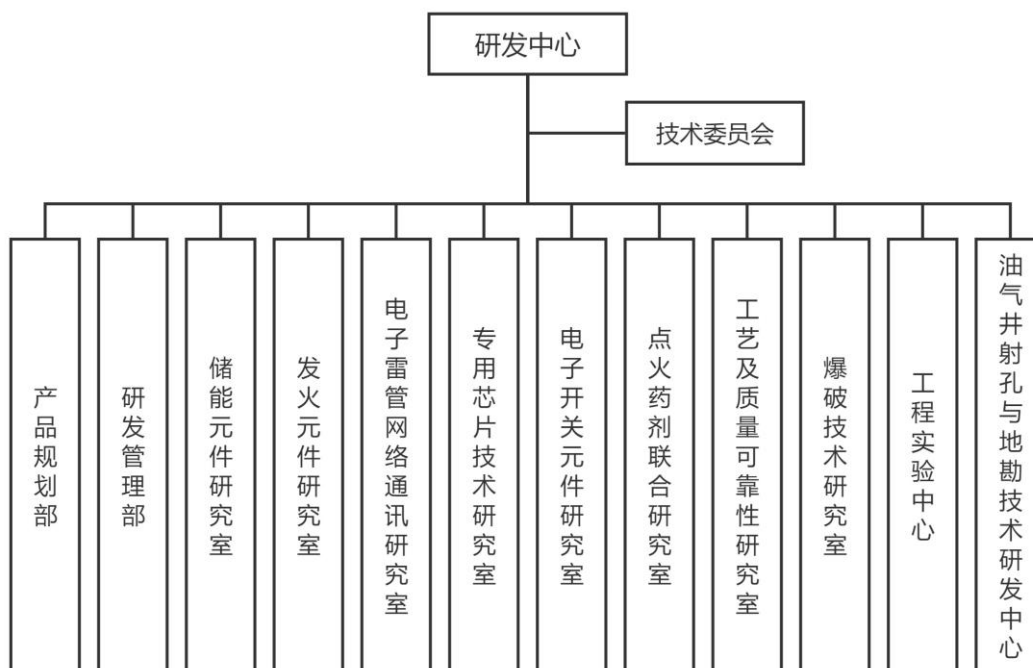 研发中心
技术委员会
产品规划部
研发管理部
储能元件研究室
发火元件研究室
电子雷管网络通讯研究室
专用芯片技术研究室
电子开关元件研究室
点火药剂联合研究室
工艺及质量可靠性研究室
爆破技术研究室
工程实验中心
油气井射孔与地勘技术研发中心